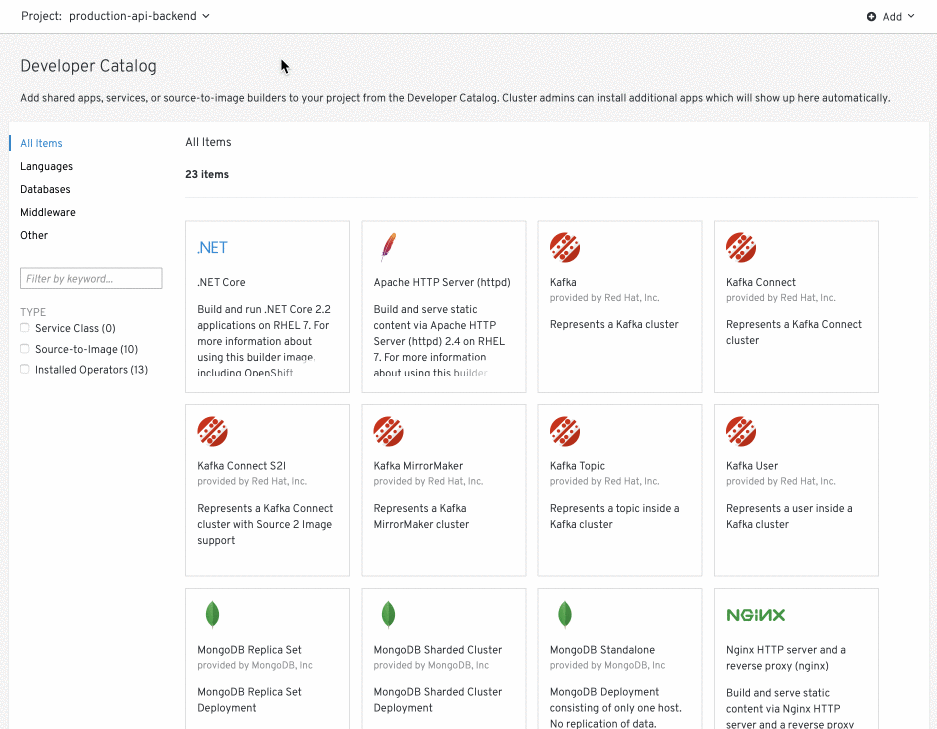 Project: production-api-backend
Add
Developer Catalog
Add shared apps, services, or source-to-image builders to your project from the Developer Catalog. Cluster admins can install additional apps which will show up here automatically.
All Items
Languages
Databases
Middleware
Other
Filter by keyword...
TYPE
Service Class (0)
Source-to-Image (10)
Installed Operators (13)
All Items
23 items
.NET
.NET Core
Build and run .NET Core 2.2
applications on RHEL 7. For
more information about
using this builder image,
including OpenShift
Apache HTTP Server (httpd)
Build and serve static
content via Apache HTTP
Server (httpd) 2.4 on RHEL
7. For more information
about using this builder
Kafka
provided by Red Hat, Inc.
Represents a Kafka cluster
Kafka Connect
provided by Red Hat, Inc.
Represents a Kafka Connect
cluster
Kafka Connect S2I
provided by Red Hat, Inc.
Represents a Kafka Connect
cluster with Source 2 Image
support
Kafka MirrorMaker
provided by Red Hat, Inc.
Represents a Kafka
MirrorMaker cluster
Kafka Topic
provided by Red Hat, Inc.
Represents a topic inside a
Kafka cluster
Kafka User
provided by Red Hat, Inc.
Represents a user inside a
Kafka cluster
MongoDB Replica Set
provided by MongoDB, Inc
MongoDB Replica Set
Deployment
MongoDB Sharded Cluster
provided by MongoDB, Inc
MongoDB Sharded Cluster
Deployment
MongoDB Standalone
provided by MongoDB, Inc
MongoDB Deployment
consisting of only one host.
No replication of data.
NGINX
Nginx HTTP server and a
reverse proxy (nginx)
Build and serve static
content via Nginx HTTP
server and a reverse proxy